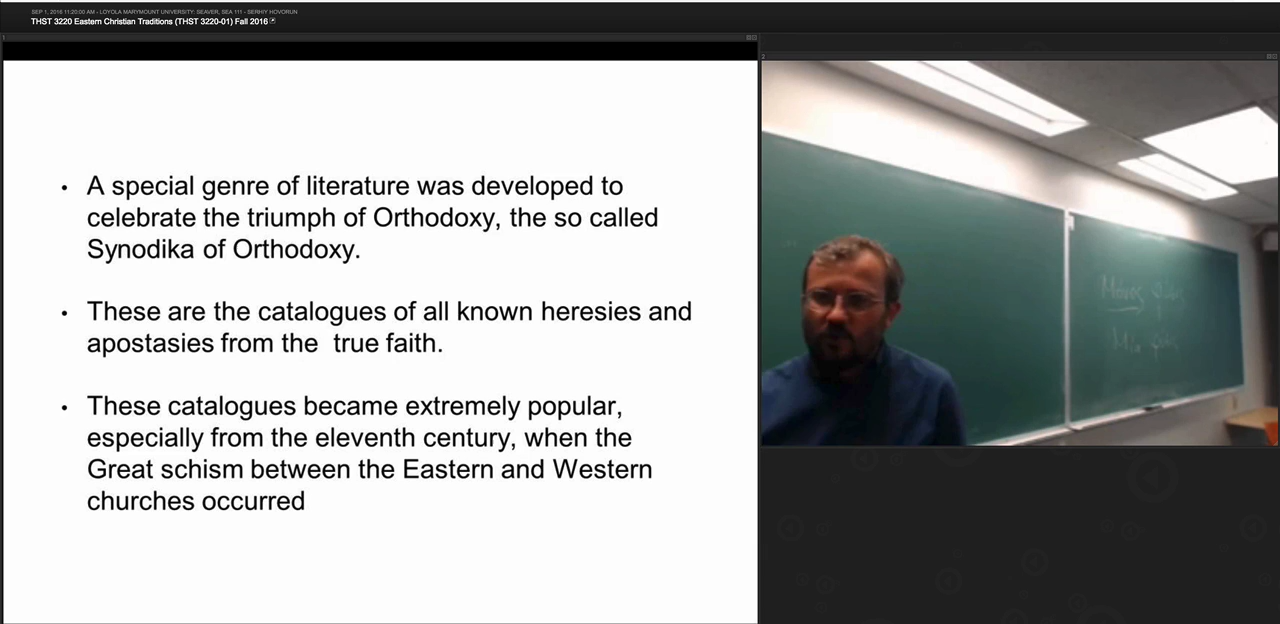 SEP 1, 2016 11:20:00 AM - LOYOLA MARYMOUNT UNIVERSITY: SEAVER, SEA 111 - SERHIY HOVORUN
THST 3220 Eastern Christian Traditions (THST 3220-01) Fall 2016
1
2
• A special genre of literature was developed to
celebrate the triumph of Orthodoxy, the so called
Synodika of Orthodoxy.
• These are the catalogues of all known heresies and
apostasies from the true faith.
• These catalogues became extremely popular,
especially from the eleventh century, when the
Great schism between the Eastern and Western
churches occurred